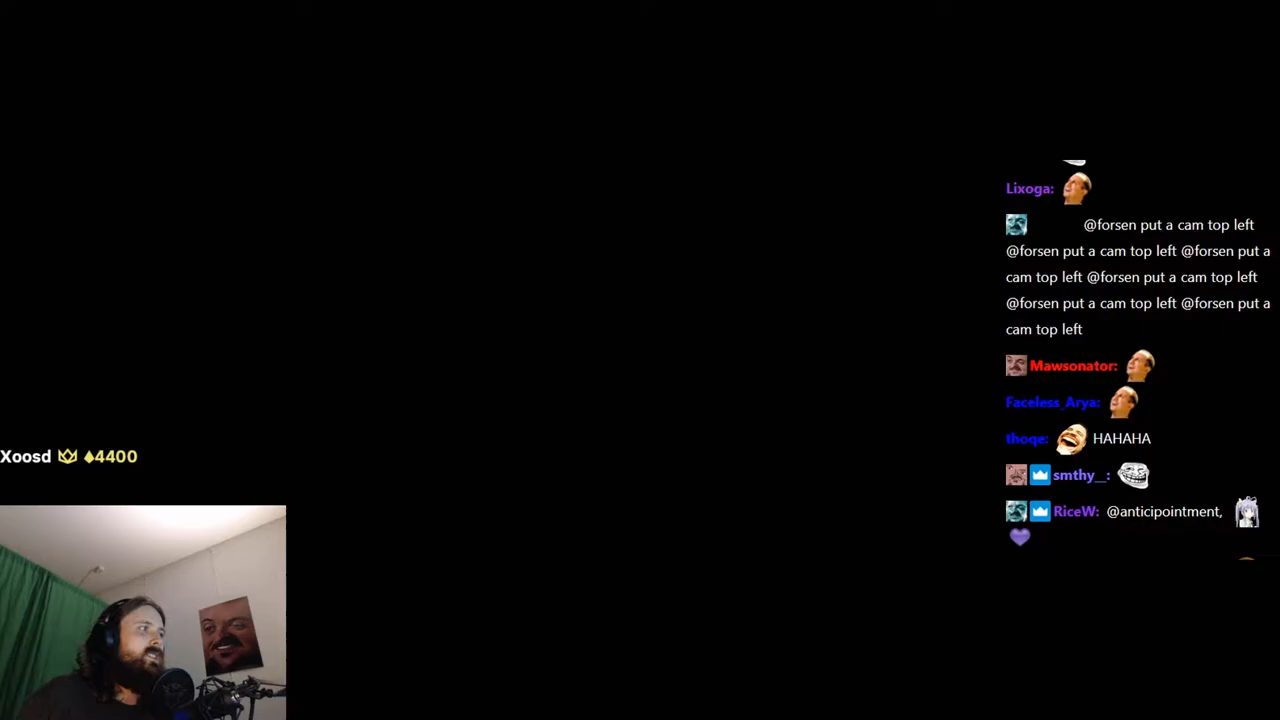 Lixoga:
@forsen put a cam top left
@forsen put a cam top left @forsen put a
cam top left @forsen put a cam top left
@forsen put a cam top left @forsen put a
cam top left
Mawsonator:
Faceless_Arya:
thoqe: HAHAHA
Xoosd 4400
smthy__:
RiceW: @anticipointment,